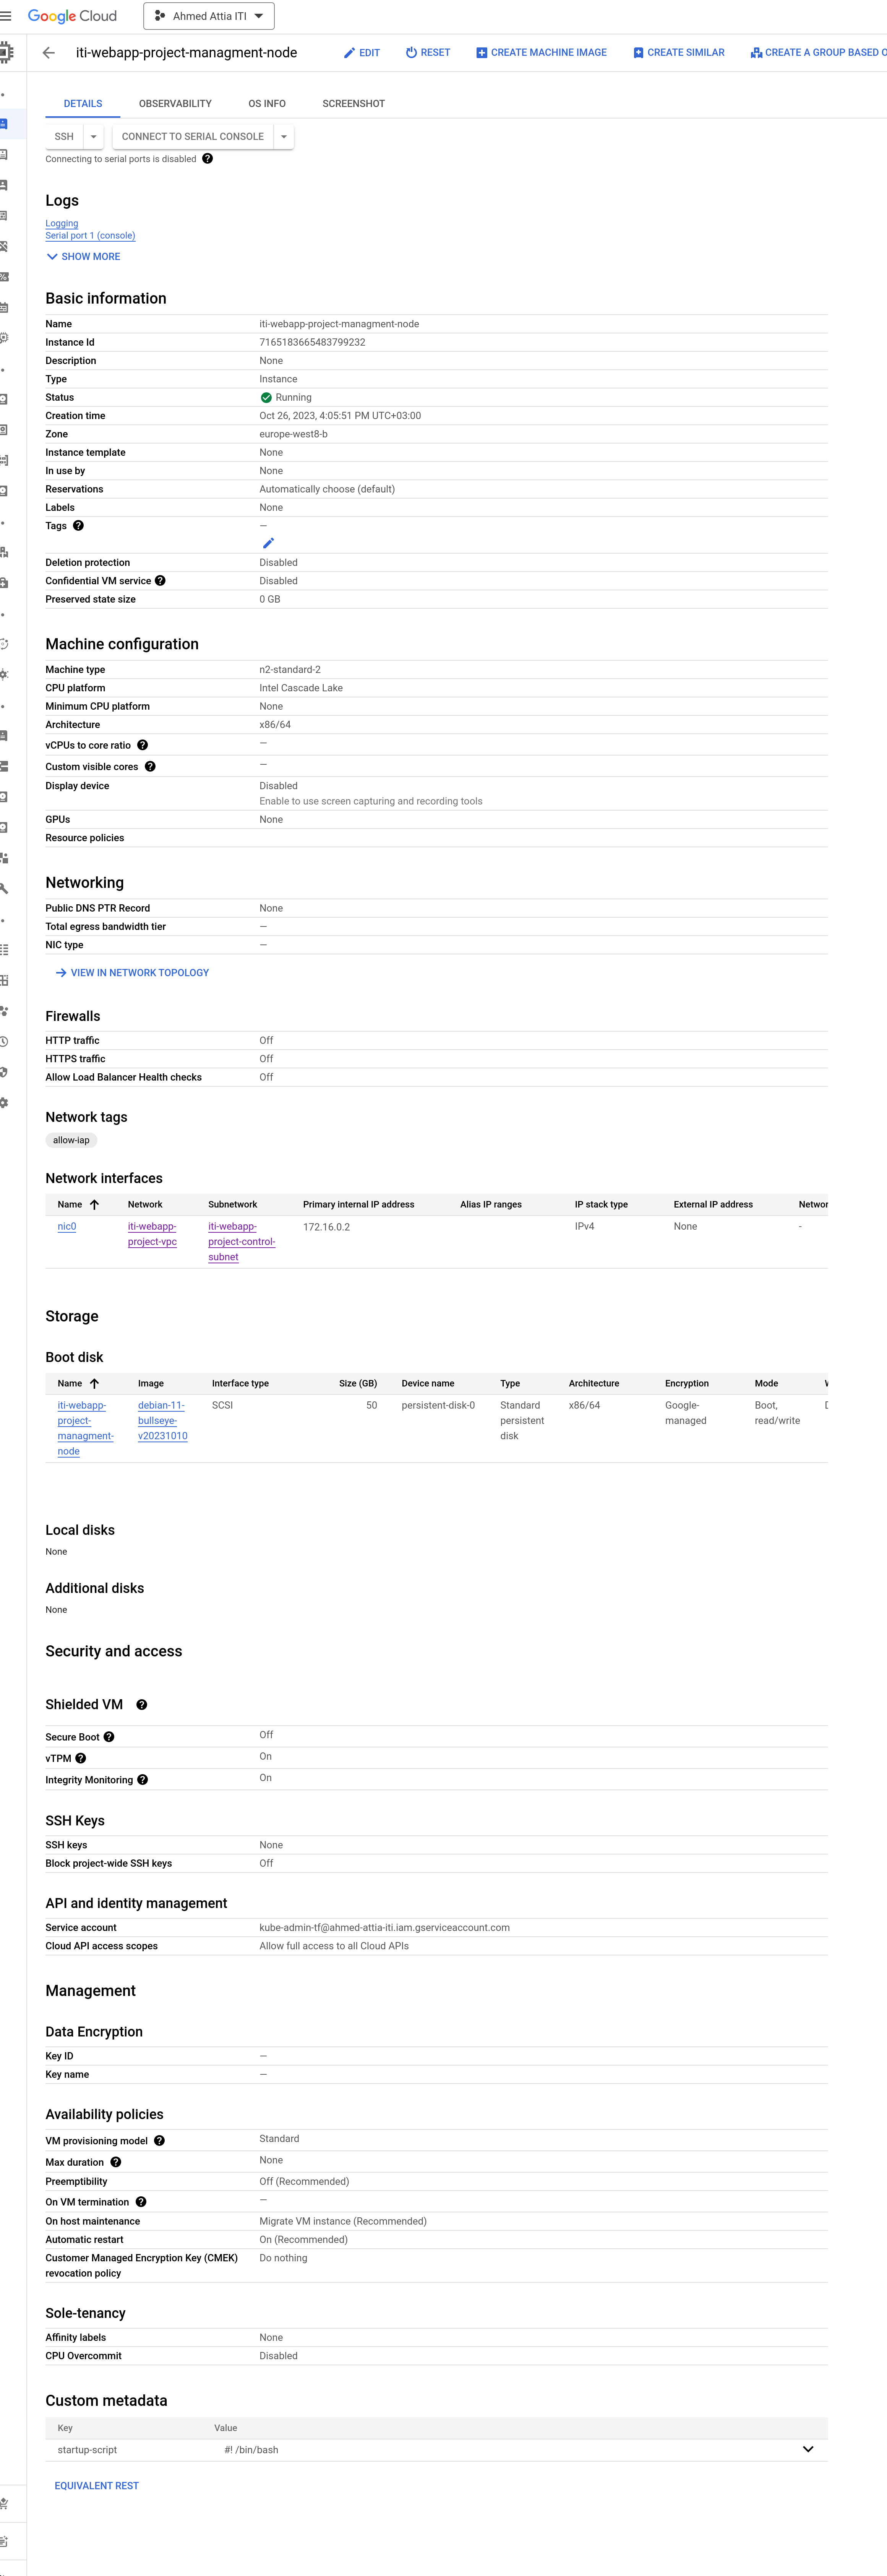 Google Cloud
Ahmed Attia ITI
iti-webapp-project-managment-node
EDIT
RESET
CREATE MACHINE IMAGE
CREATE SIMILAR
CREATE A GROUP BASED O
DETAILS
OBSERVABILITY
OS INFO
SCREENSHOT
SSH
CONNECT TO SERIAL CONSOLE
Connecting to serial ports is disabled
Logs
Logging
Serial port 1 (console)
SHOW MORE
Basic information
Name iti-webapp-project-managment-node
Instance Id 7165183665483799232
Description None
Type Instance
Status Running
Creation time Oct 26, 2023, 4:05:51 PM UTC+03:00
Zone europe-west8-b
Instance template None
In use by None
Reservations Automatically choose (default)
Labels None
Tags —
Deletion protection Disabled
Confidential VM service Disabled
Preserved state size 0 GB
Machine configuration
Machine type n2-standard-2
CPU platform Intel Cascade Lake
Minimum CPU platform None
Architecture x86/64
vCPUs to core ratio —
Custom visible cores —
Display device Disabled
Enable to use screen capturing and recording tools
GPUs None
Resource policies
Networking
Public DNS PTR Record None
Total egress bandwidth tier —
NIC type —
VIEW IN NETWORK TOPOLOGY
Firewalls
HTTP traffic Off
HTTPS traffic Off
Allow Load Balancer Health checks Off
Network tags
allow-iap
Network interfaces
Name Network Subnetwork Primary internal IP address Alias IP ranges IP stack type External IP address Networ
nic0 iti-webapp- iti-webapp- 172.16.0.2 IPv4 None -
project-vpc project-control-
subnet
Storage
Boot disk
Name Image Interface type Size (GB) Device name Type Architecture Encryption Mode
iti-webapp- debian-11- SCSI 50 persistent-disk-0 Standard x86/64 Google- Boot,
project- bullseye- persistent managed read/write
managment- v20231010 disk
node
Local disks
None
Additional disks
None
Security and access
Shielded VM
Secure Boot Off
vTPM On
Integrity Monitoring On
SSH Keys
SSH keys None
Block project-wide SSH keys Off
API and identity management
Service account kube-admin-tf@ahmed-attia-iti.iam.gserviceaccount.com
Cloud API access scopes Allow full access to all Cloud APIs
Management
Data Encryption
Key ID —
Key name —
Availability policies
VM provisioning model Standard
Max duration None
Preemptibility Off (Recommended)
On VM termination —
On host maintenance Migrate VM instance (Recommended)
Automatic restart On (Recommended)
Customer Managed Encryption Key (CMEK) Do nothing
revocation policy
Sole-tenancy
Affinity labels None
CPU Overcommit Disabled
Custom metadata
Key Value
startup-script #! /bin/bash
EQUIVALENT REST